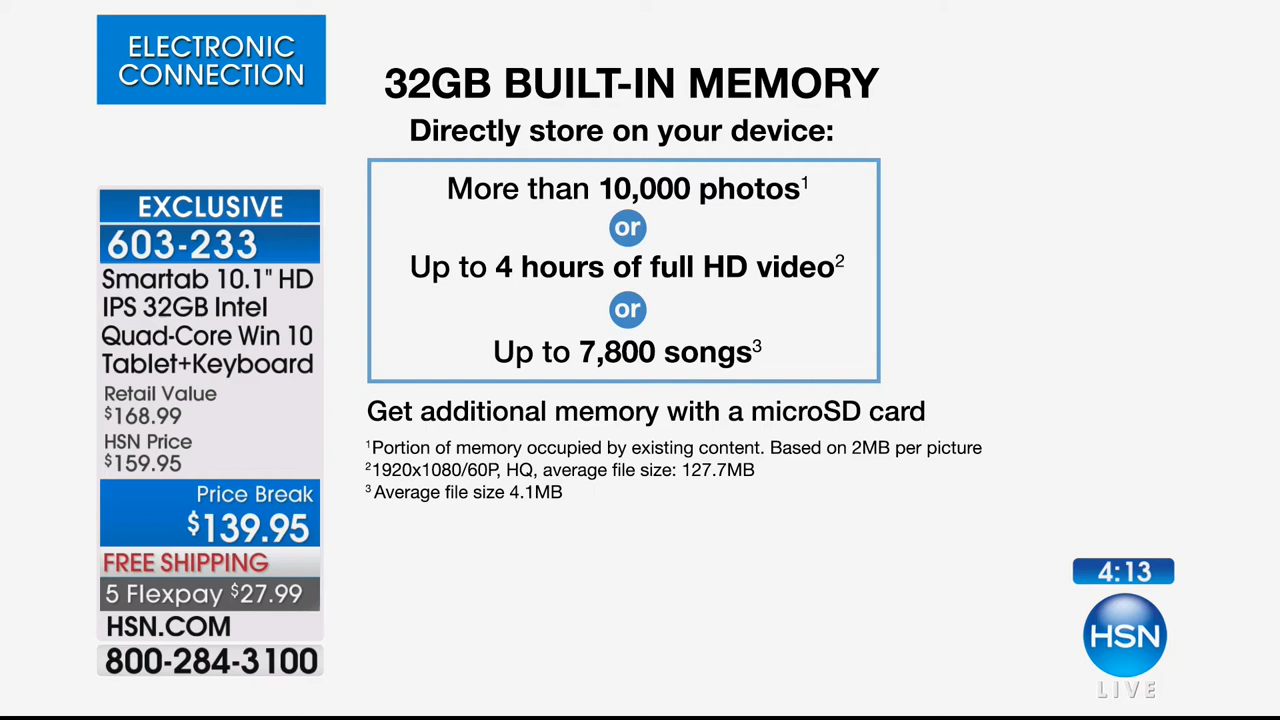 ELECTRONIC
CONNECTION
32GB BUILT-IN MEMORY
Directly store on your device:
More than 10,000 photos¹
or
Up to 4 hours of full HD video²
or
Up to 7,800 songs³
Get additional memory with a microSD card
¹Portion of memory occupied by existing content. Based on 2MB per picture
²1920x1080/60P, HQ, average file size: 127.7MB
³Average file size 4.1MB
EXCLUSIVE
603-233
Smartab 10.1" HD
IPS 32GB Intel
Quad-Core Win 10
Tablet+Keyboard
Retail Value
$168.99
HSN Price
$159.95
Price Break
$139.95
FREE SHIPPING
5 Flexpay $27.99
HSN.COM
800-284-3100
4:13
HSN
LIVE